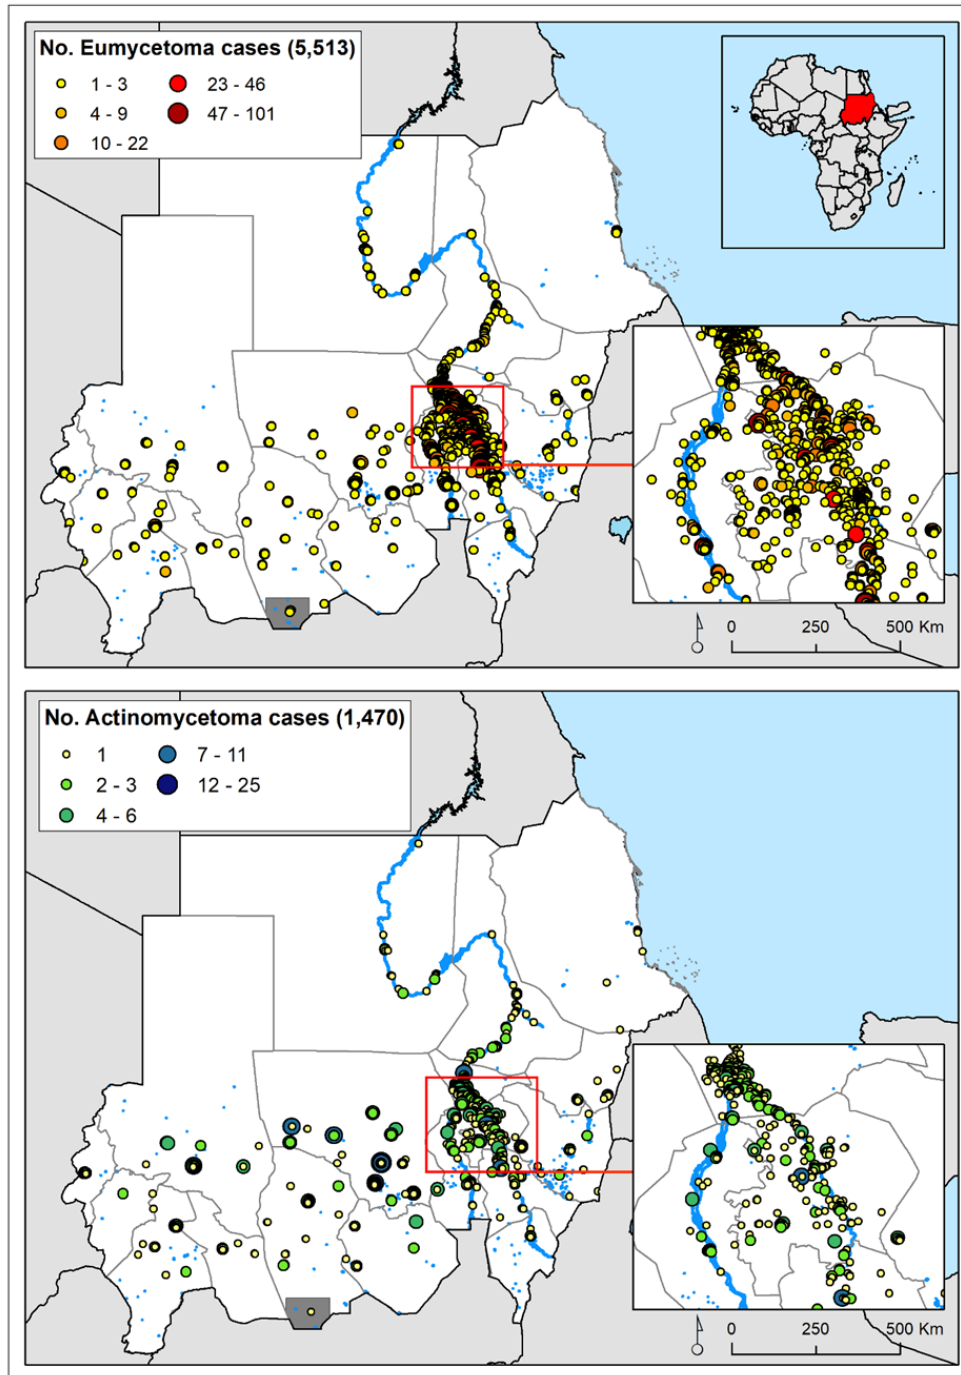 No. Eumycetoma cases (5,513)
1 - 3
23 - 46
4 - 9
47 - 101
10 - 22
0
250
500 Km
No. Actinomycetoma cases (1,470)
1
7 - 11
2 - 3
12 - 25
4 - 6
0
250
500 Km